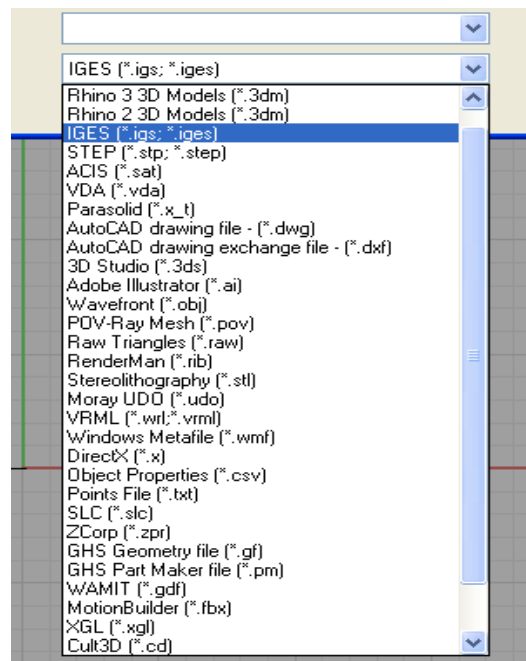 IGES (*.igs; *.iges)
Rhino 3 3D Models (*.3dm)
Rhino 2 3D Models (*.3dm)
IGES (*.igs; *.iges)
STEP (*.stp; *.step)
ACIS (*.sat)
VDA (*.vda)
Parasolid (*.x_t)
AutoCAD drawing file - (*.dwg)
AutoCAD drawing exchange file - (*.dxf)
3D Studio (*.3ds)
Adobe Illustrator (*.ai)
Wavefront (*.obj)
POV-Ray Mesh (*.pov)
Raw Triangles (*.raw)
RenderMan (*.rib)
Stereolithography (*.stl)
Moray UDO (*.udo)
VRML (*.wrl;*.vrml)
Windows Metafile (*.wmf)
DirectX (*.x)
Object Properties (*.csv)
Points File (*.txt)
SLC (*.slc)
ZCorp (*.zpr)
GHS Geometry file (*.gf)
GHS Part Maker file (*.pm)
WAMIT (*.gdf)
MotionBuilder (*.fbx)
XGL (*.xgl)
Cult3D (*.cd)